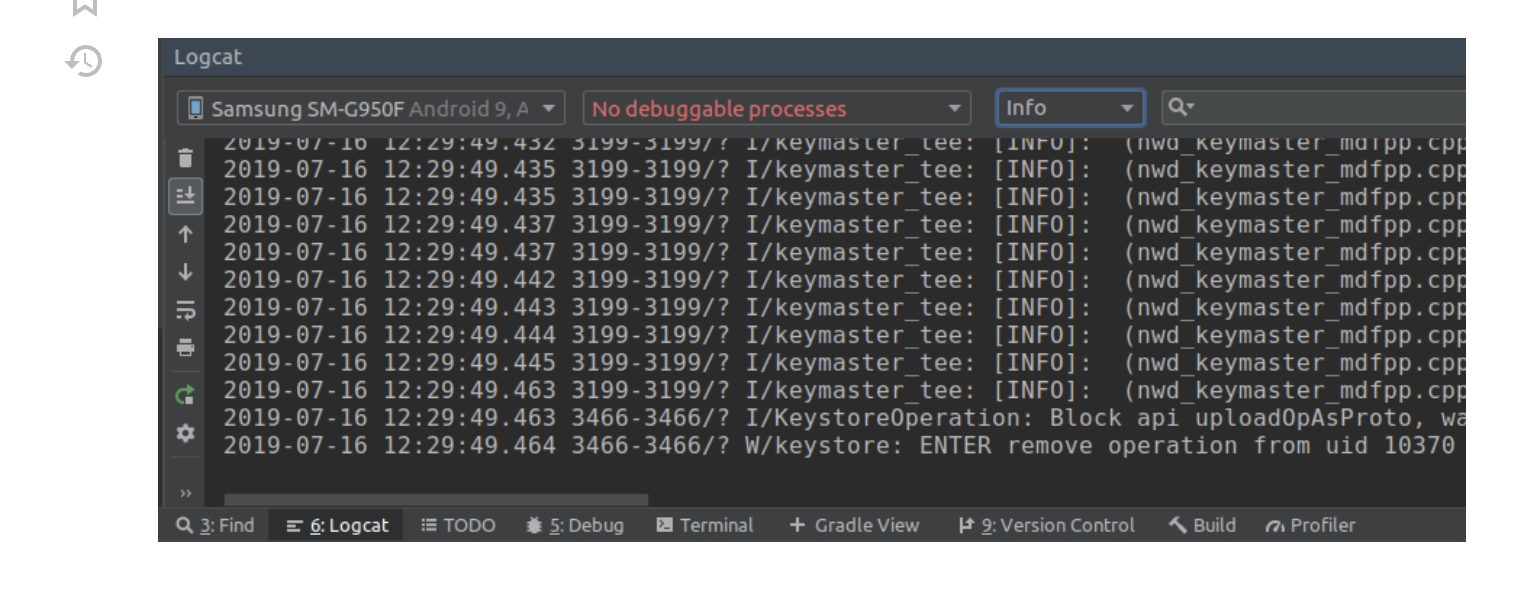 Logcat
Samsung SM-G950F Android 9, A No debuggable processes Info
2019-07-16 12:29:49.432 3199-3199/? I/keymaster_tee: [INFO]: (nwd_keymaster_mdfpp.cpp
2019-07-16 12:29:49.435 3199-3199/? I/keymaster_tee: [INFO]: (nwd_keymaster_mdfpp.cpp
2019-07-16 12:29:49.435 3199-3199/? I/keymaster_tee: [INFO]: (nwd_keymaster_mdfpp.cpp
2019-07-16 12:29:49.437 3199-3199/? I/keymaster_tee: [INFO]: (nwd_keymaster_mdfpp.cpp
2019-07-16 12:29:49.437 3199-3199/? I/keymaster_tee: [INFO]: (nwd_keymaster_mdfpp.cpp
2019-07-16 12:29:49.442 3199-3199/? I/keymaster_tee: [INFO]: (nwd_keymaster_mdfpp.cpp
2019-07-16 12:29:49.443 3199-3199/? I/keymaster_tee: [INFO]: (nwd_keymaster_mdfpp.cpp
2019-07-16 12:29:49.444 3199-3199/? I/keymaster_tee: [INFO]: (nwd_keymaster_mdfpp.cpp
2019-07-16 12:29:49.445 3199-3199/? I/keymaster_tee: [INFO]: (nwd_keymaster_mdfpp.cpp
2019-07-16 12:29:49.463 3199-3199/? I/keymaster_tee: [INFO]: (nwd_keymaster_mdfpp.cpp
2019-07-16 12:29:49.463 3466-3466/? I/KeystoreOperation: Block api uploadOpAsProto, wa
2019-07-16 12:29:49.464 3466-3466/? W/keystore: ENTER remove operation from uid 10370
3: Find 6: Logcat TODO 5: Debug Terminal + Gradle View 9: Version Control Build Profiler